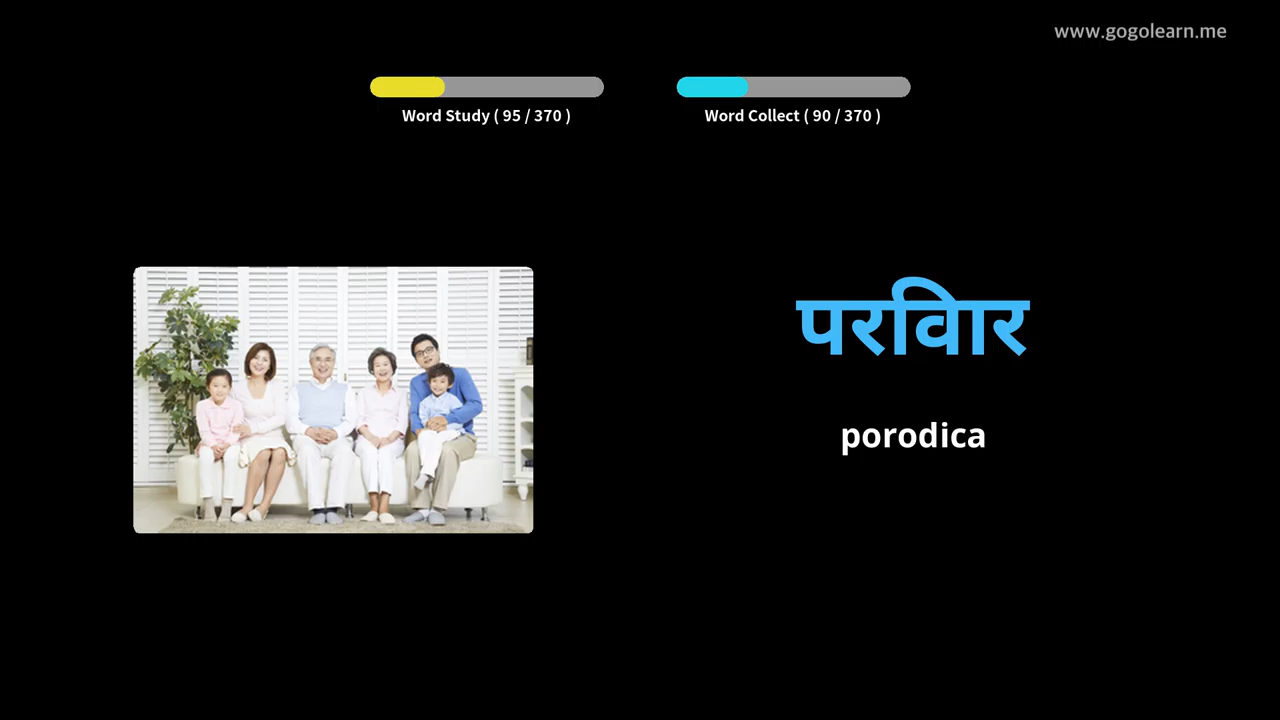 www.gogolearn.me
Word Study ( 95 / 370 )
Word Collect ( 90 / 370 )
परिवार
porodica